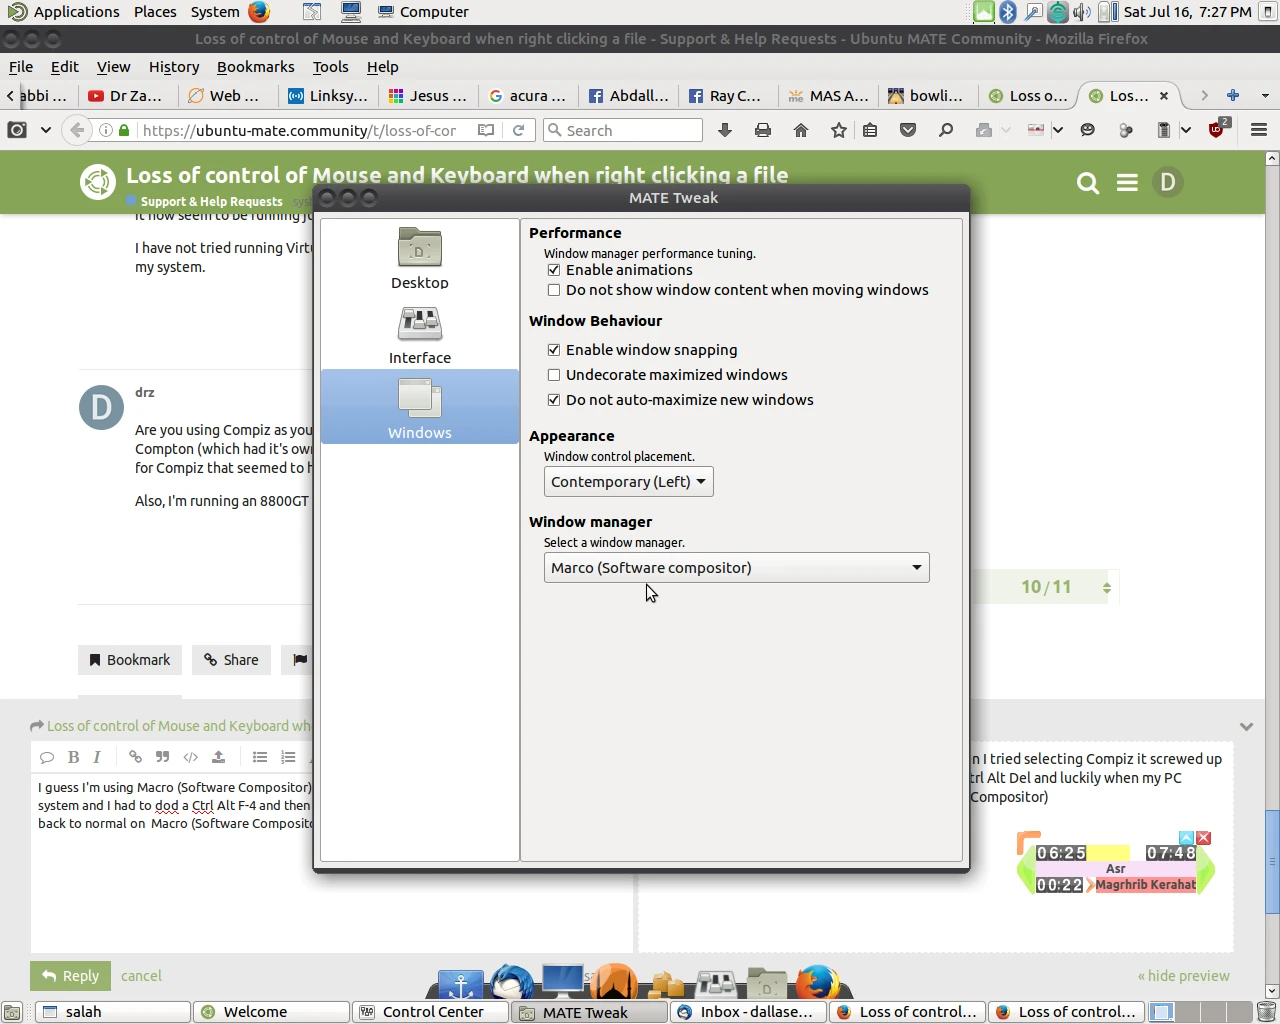 Applications Places System Computer Sat Jul 16, 7:27 PM
Loss of control of Mouse and Keyboard when right clicking a file - Support & Help Requests - Ubuntu MATE Community - Mozilla Firefox
File Edit View History Bookmarks Tools Help
abbi ... Dr Za... Web ... Linksy... Jesus ... acura ... Abdall... Ray C... MAS A... bowli... Loss o... Los...
https://ubuntu-mate.community/t/loss-of-cor Search 2
Loss of control of Mouse and Keyboard when right clicking a file
Support & Help Requests
D
I have not tried running Virtu
my system.
D
drz
Are you using Compiz as you
Compton (which had it's own
for Compiz that seemed to h
Also, I'm running an 8800GT
10/11
Bookmark Share
MATE Tweak
Desktop
Interface
Windows
Performance
Window manager performance tuning.
Enable animations
Do not show window content when moving windows
Window Behaviour
Enable window snapping
Undecorate maximized windows
Do not auto-maximize new windows
Appearance
Window control placement.
Contemporary (Left)
Window manager
Select a window manager.
Marco (Software compositor)
Loss of control of Mouse and Keyboard wh
B I
I guess I'm using Macro (Software Compositor)
system and I had to dod a Ctrl Alt F-4 and then
back to normal on Macro (Software Composito
n I tried selecting Compiz it screwed up
trl Alt Del and luckily when my PC
Compositor)
06:25 07:48
Asr
00:22 Magrhrib Kerahat
Reply cancel « hide preview
salah Welcome Control Center MATE Tweak Inbox - dallase... Loss of control... Loss of control...